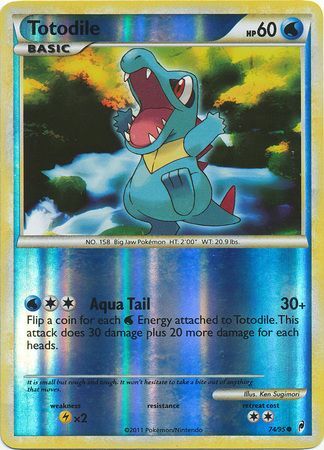 Totodile HP 60
BASIC
NO. 158 Big Jaw Pokémon HT: 2'00" WT: 20.9 lbs.
Aqua Tail 30+
Flip a coin for each Energy attached to Totodile. This
attack does 30 damage plus 20 more damage for each
heads.
It is small but rough and tough. It won't hesitate to take a bite out of anything
that moves.
Illus. Ken Sugimori
weakness resistance retreat cost
×2
©2011 Pokémon/Nintendo 74/95